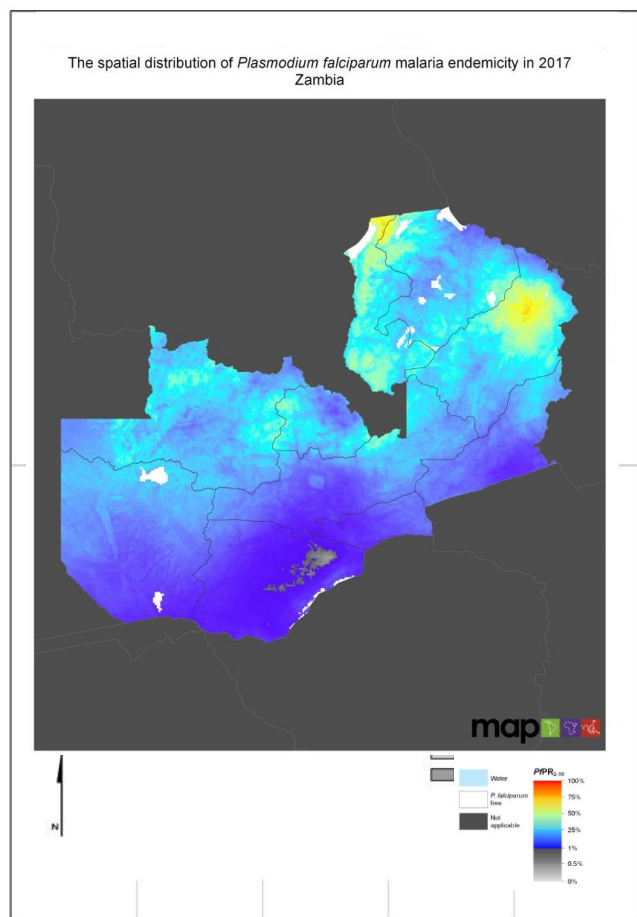 The spatial distribution of Plasmodium falciparum malaria endemicity in 2017
Zambia
map
N
Water
P. falciparum
free
Not
applicable
PfPR2-10
100%
75%
50%
25%
1%
0.5%
0%